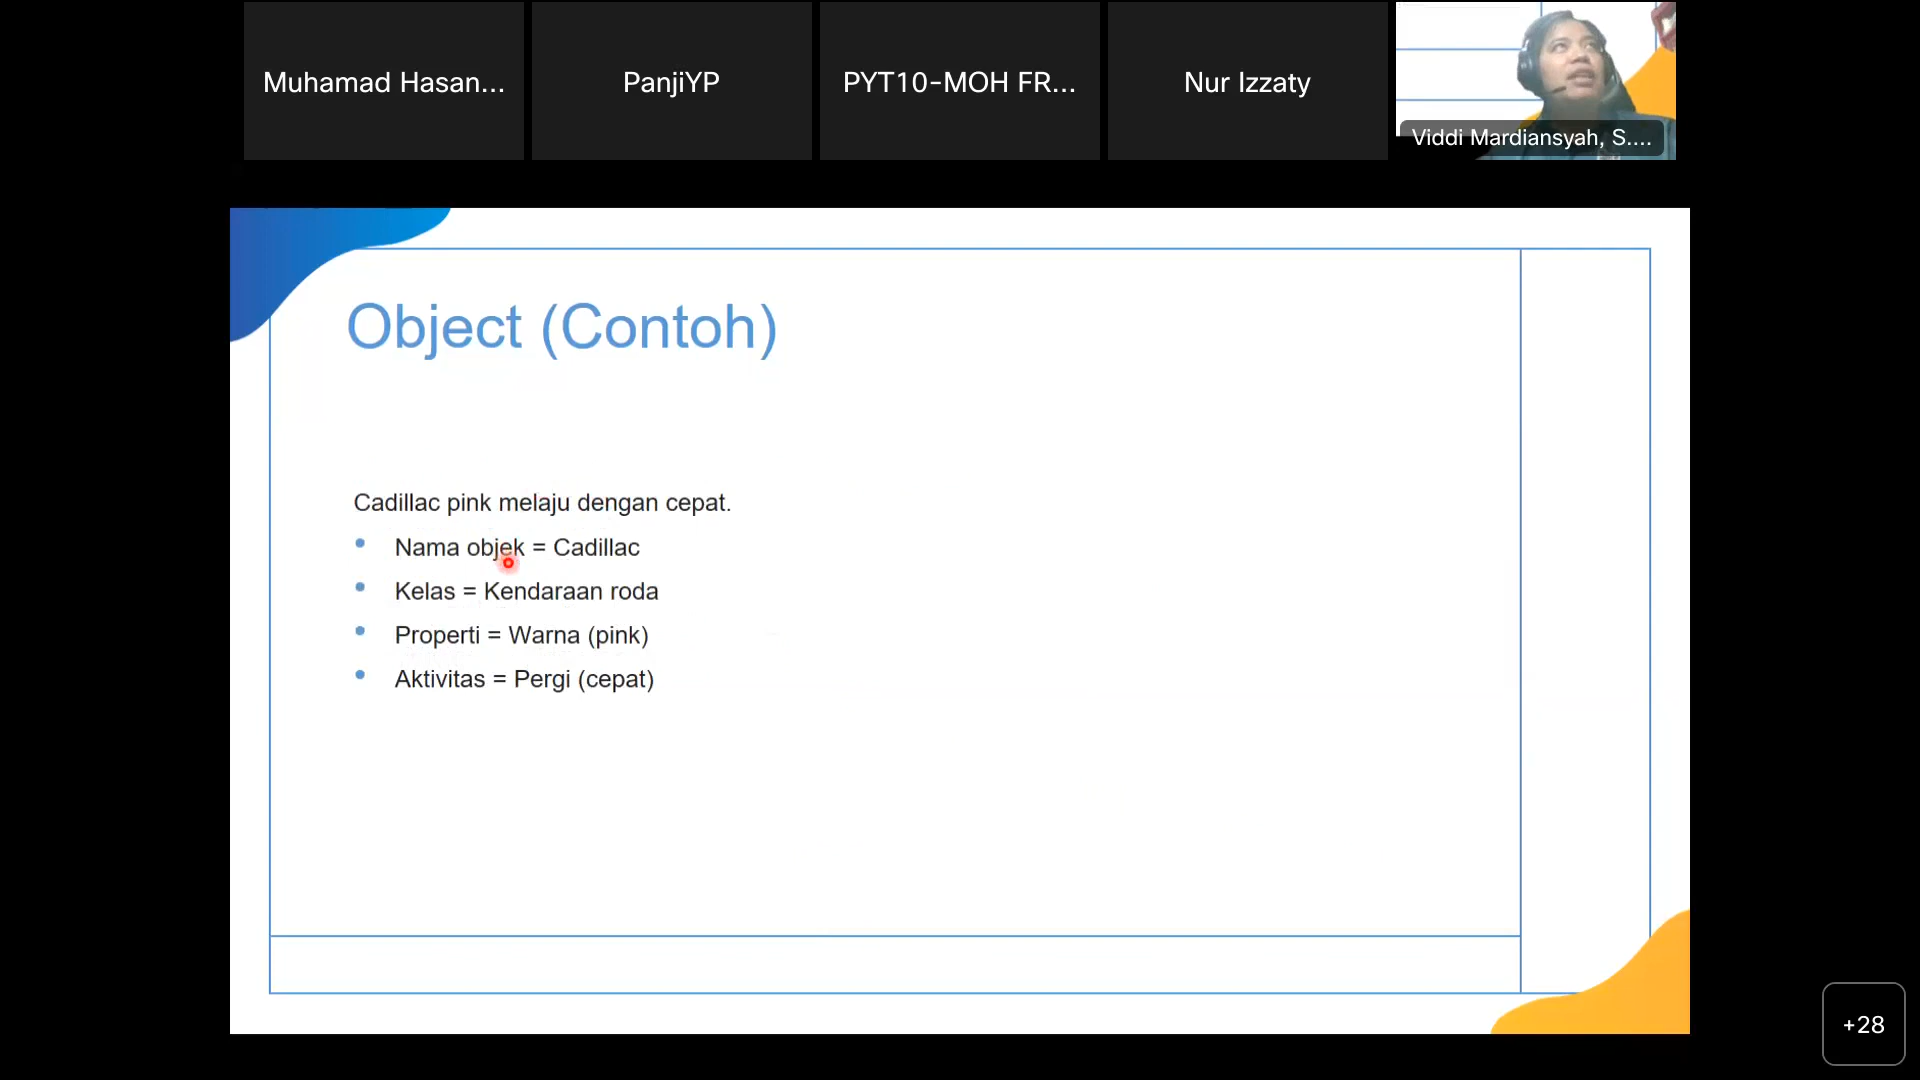 Muhamad Hasan...
PanjiYP
PYT10-MOH FR...
Nur Izzaty
Viddi Mardiansyah, S....
Object (Contoh)
Cadillac pink melaju dengan cepat.
• Nama objek = Cadillac
• Kelas = Kendaraan roda
• Properti = Warna (pink)
• Aktivitas = Pergi (cepat)
+28